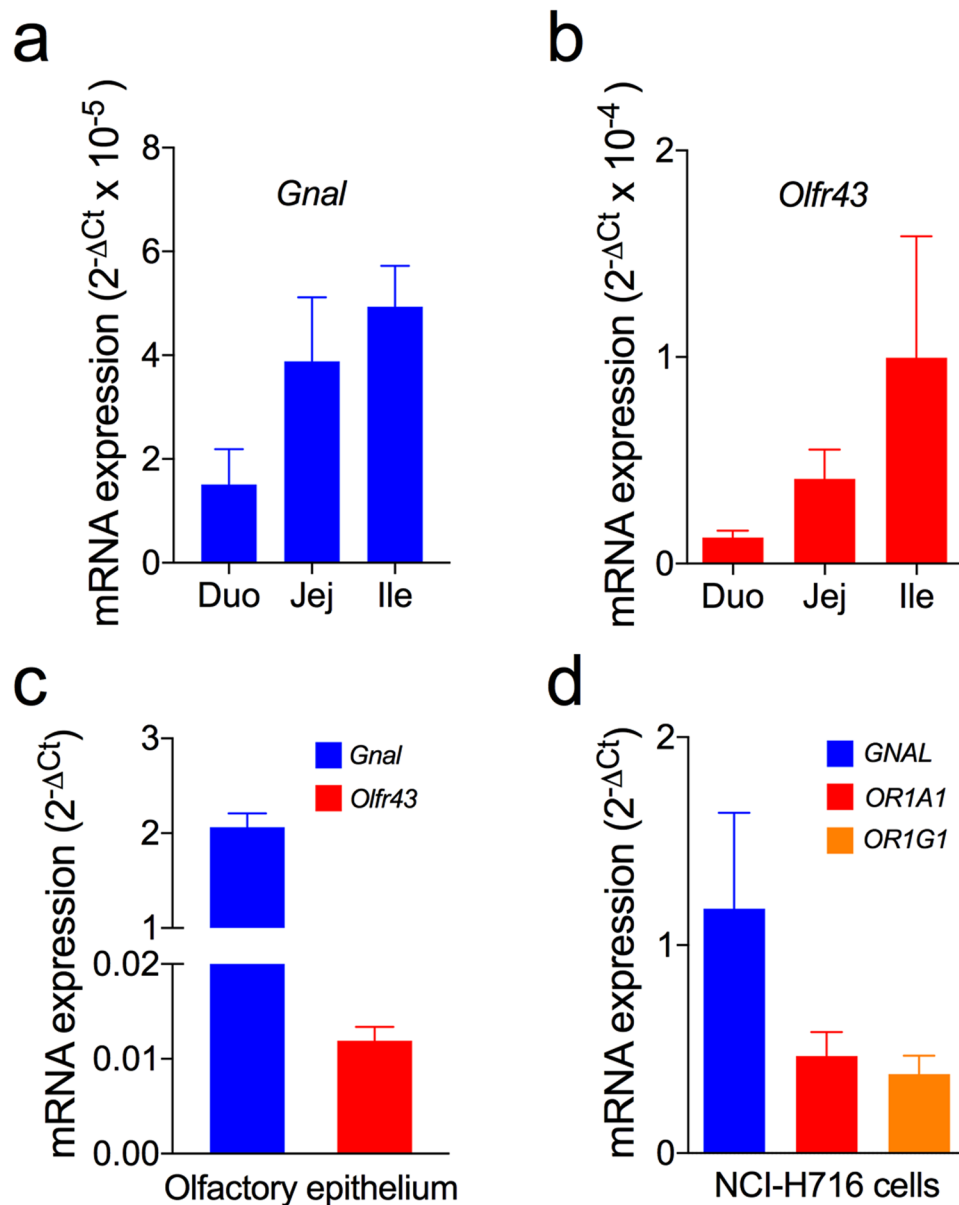 a
mRNA expression (2-ΔCt x 10-5)
8
6
4
2
0
Gnal
Duo Jej Ile
b
mRNA expression (2-ΔCt x 10-4)
2
1
0
Olfr43
Duo Jej Ile
c
mRNA expression (2-ΔCt)
3
2
1
0.02
0.01
0.00
Gnal
Olfr43
Olfactory epithelium
d
mRNA expression (2-ΔCt)
2
1
0
GNAL
OR1A1
OR1G1
NCI-H716 cells